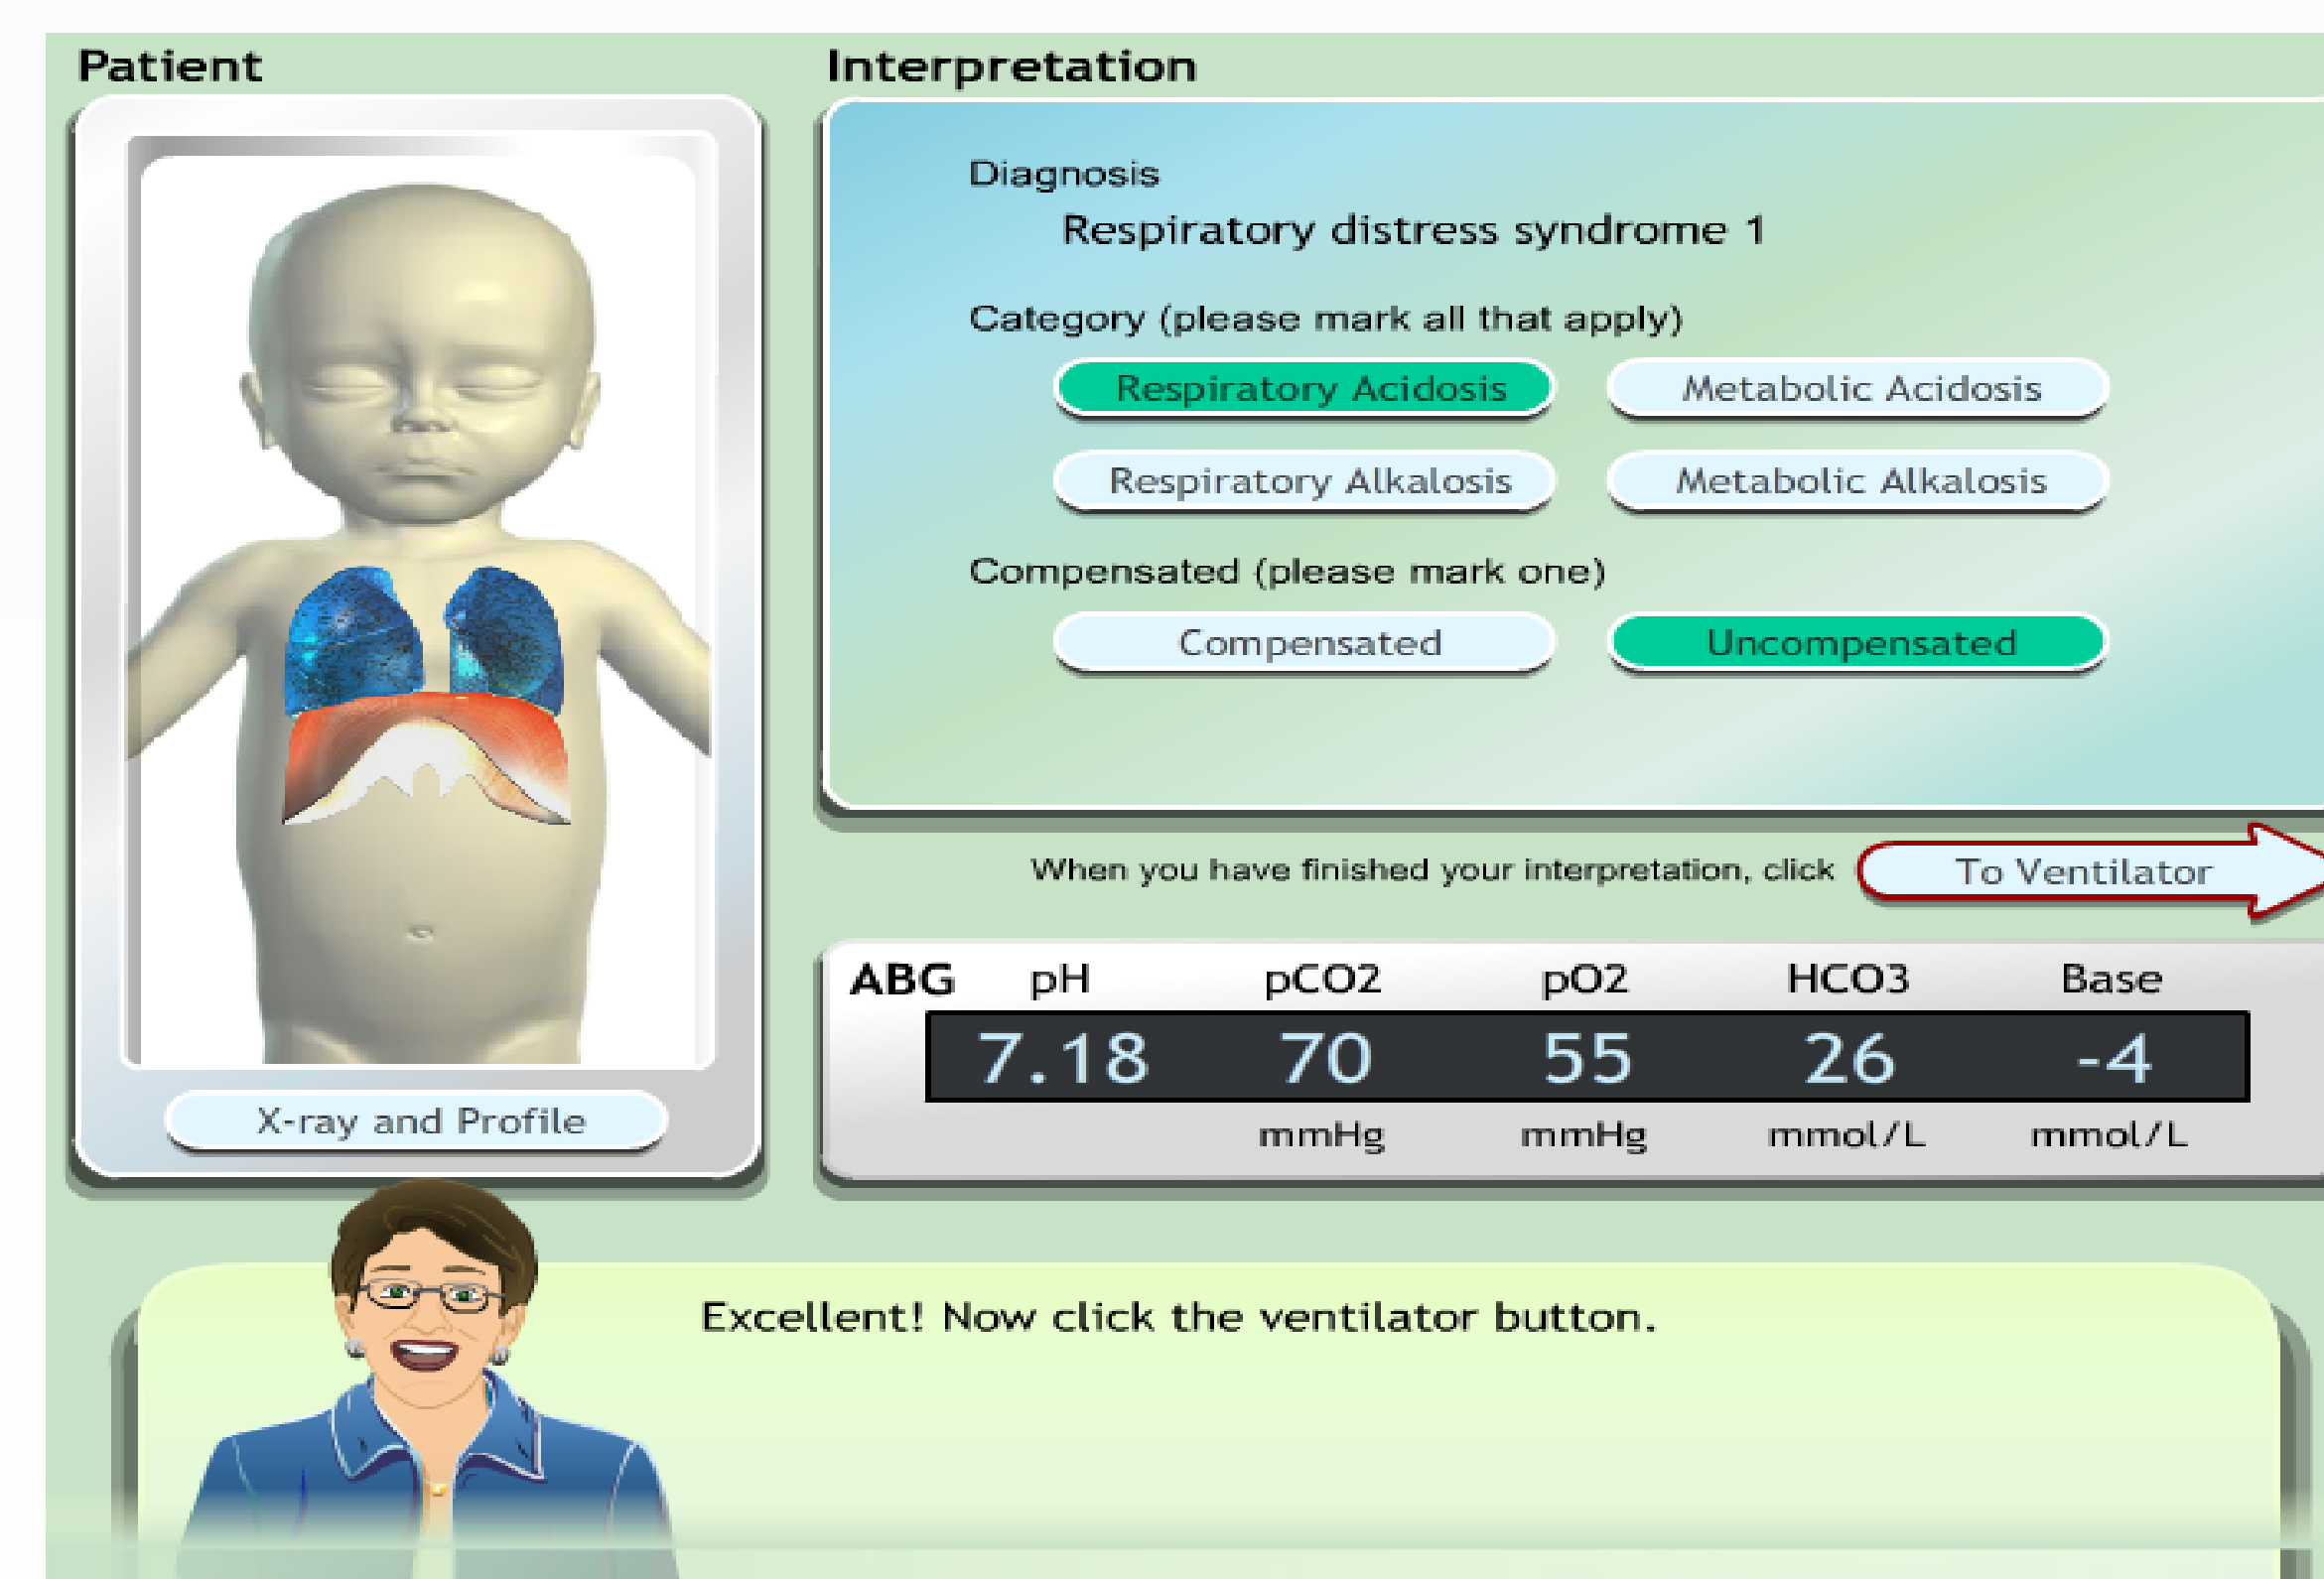 Patient
Interpretation
Diagnosis
Respiratory distress syndrome 1
Category (please mark all that apply)
Respiratory Acidosis
Metabolic Acidosis
Respiratory Alkalosis
Metabolic Alkalosis
Compensated (please mark one)
Compensated
Uncompensated
When you have finished your interpretation, click
To Ventilator
ABG pH pCO2 pO2 HCO3 Base
7.18 70 55 26 -4
mmHg mmHg mmol/L mmol/L
X-ray and Profile
Excellent! Now click the ventilator button.